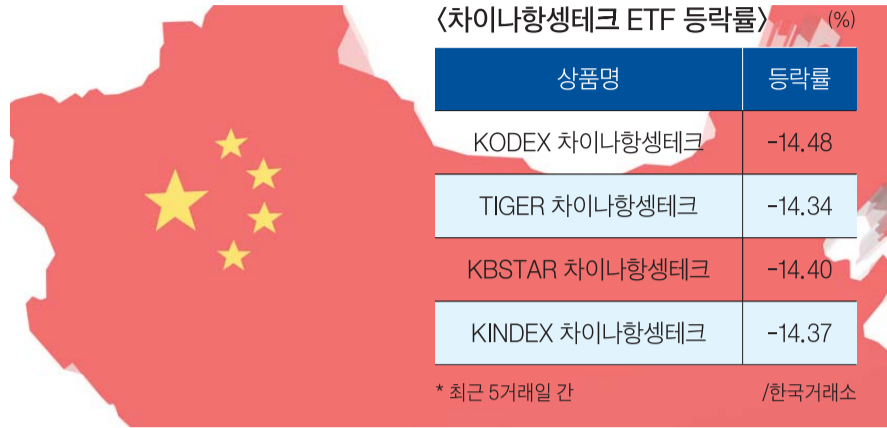 〈차이나항셍테크 ETF 등락률〉 (%)
상품명 등락률
KODEX 차이나항셍테크 -14.48
TIGER 차이나항셍테크 -14.34
KBSTAR 차이나항셍테크 -14.40
KINDEX 차이나항셍테크 -14.37
* 최근 5거래일 간 /한국거래소